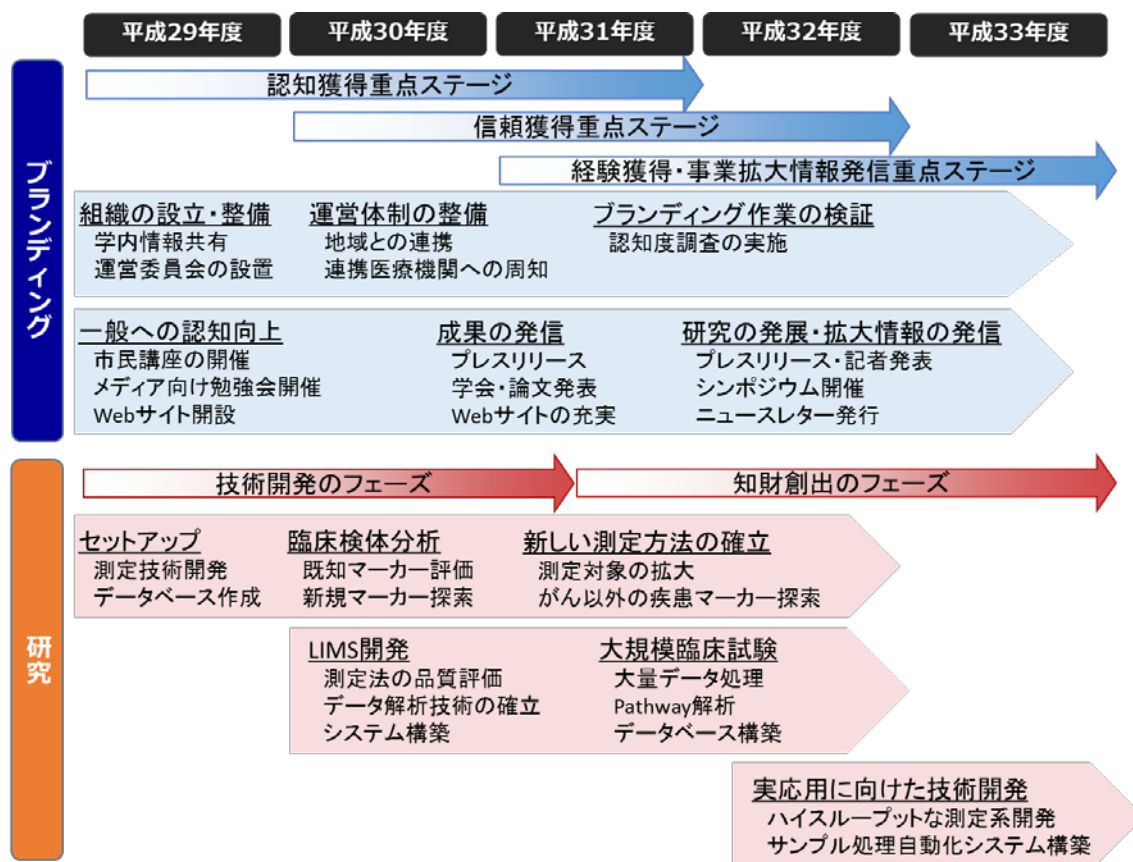 平成29年度
平成30年度
平成31年度
平成32年度
平成33年度
ブランディング
認知獲得重点ステージ
信頼獲得重点ステージ
経験獲得・事業拡大情報発信重点ステージ
組織の設立・整備
学内情報共有
運営委員会の設置
運営体制の整備
地域との連携
連携医療機関への周知
ブランディング作業の検証
認知度調査の実施
一般への認知向上
市民講座の開催
メディア向け勉強会開催
Webサイト開設
成果の発信
プレスリリース
学会・論文発表
Webサイトの充実
研究の発展・拡大情報の発信
プレスリリース・記者発表
シンポジウム開催
ニュースレター発行
研究
技術開発のフェーズ
知財創出のフェーズ
セットアップ
測定技術開発
データベース作成
臨床検体分析
既知マーカー評価
新規マーカー探索
新しい測定方法の確立
測定対象の拡大
がん以外の疾患マーカー探索
LIMS開発
測定法の品質評価
データ解析技術の確立
システム構築
大規模臨床試験
大量データ処理
Pathway解析
データベース構築
実応用に向けた技術開発
ハイスループットな測定系開発
サンプル処理自動化システム構築